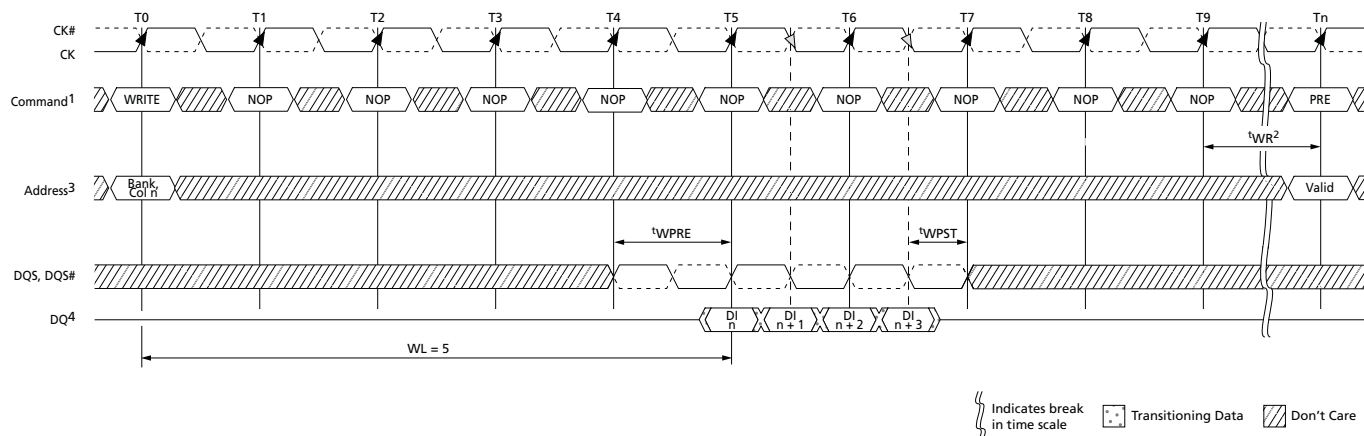 T0 T1 T2 T3 T4 T5 T6 T7 T8 T9 Tn
CK#
CK
Command1 WRITE NOP NOP NOP NOP NOP NOP NOP NOP NOP PRE
tWR2
Address3 Bank, Col n Valid
tWPRE tWPST
DQS, DQS#
DQ4 DI n DI n + 1 DI n + 2 DI n + 3
WL = 5
Indicates break in time scale
Transitioning Data
Don't Care